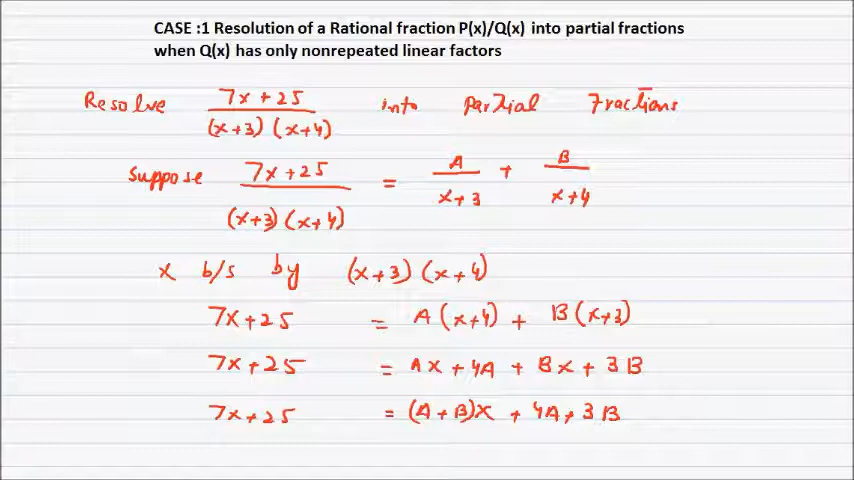 CASE :1 Resolution of a Rational fraction P(x)/Q(x) into partial fractions
when Q(x) has only nonrepeated linear factors
Resolve (7x+25)/((x+3)(x+4)) into Partial Fractions
Suppose (7x+25)/((x+3)(x+4)) = A/(x+3) + B/(x+4)
x b/s by (x+3)(x+4)
7x+25 = A(x+4) + B(x+3)
7x+25 = Ax + 4A + Bx + 3B
7x+25 = (A+B)x + 4A+3B